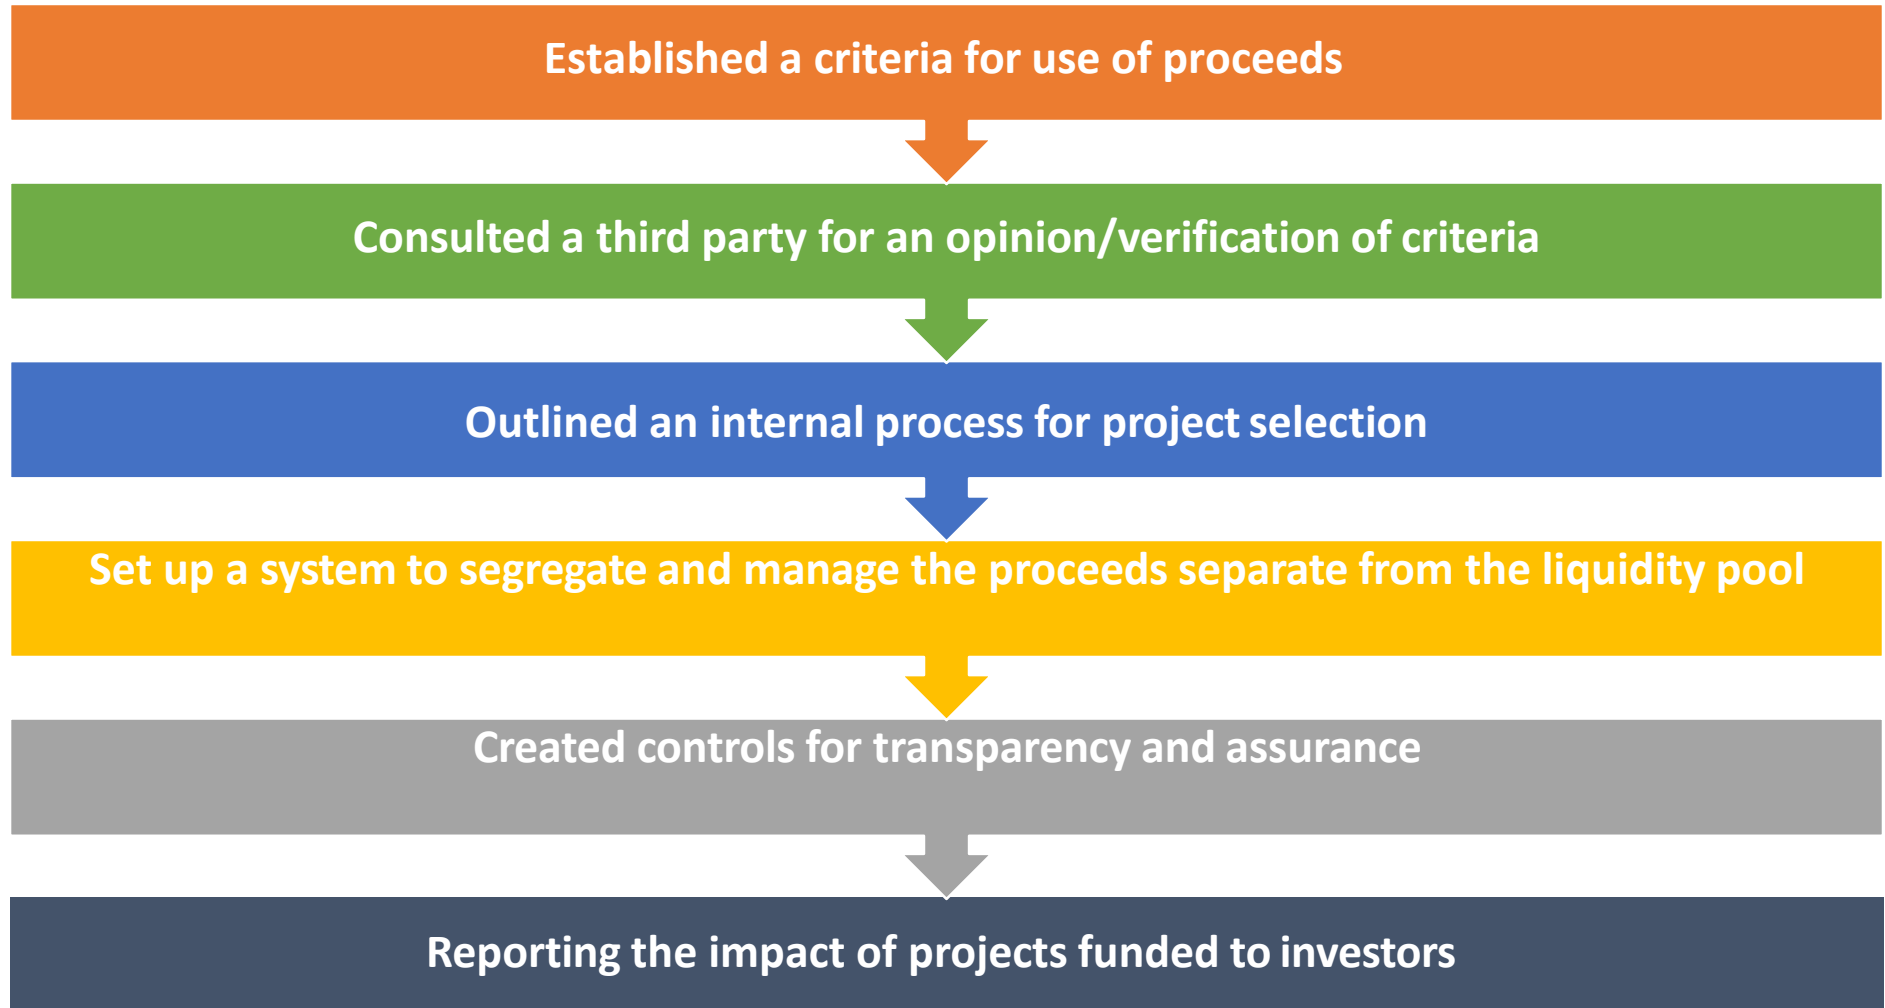 Established a criteria for use of proceeds
Consulted a third party for an opinion/verification of criteria
Outlined an internal process for project selection
Set up a system to segregate and manage the proceeds separate from the liquidity pool
Created controls for transparency and assurance
Reporting the impact of projects funded to investors